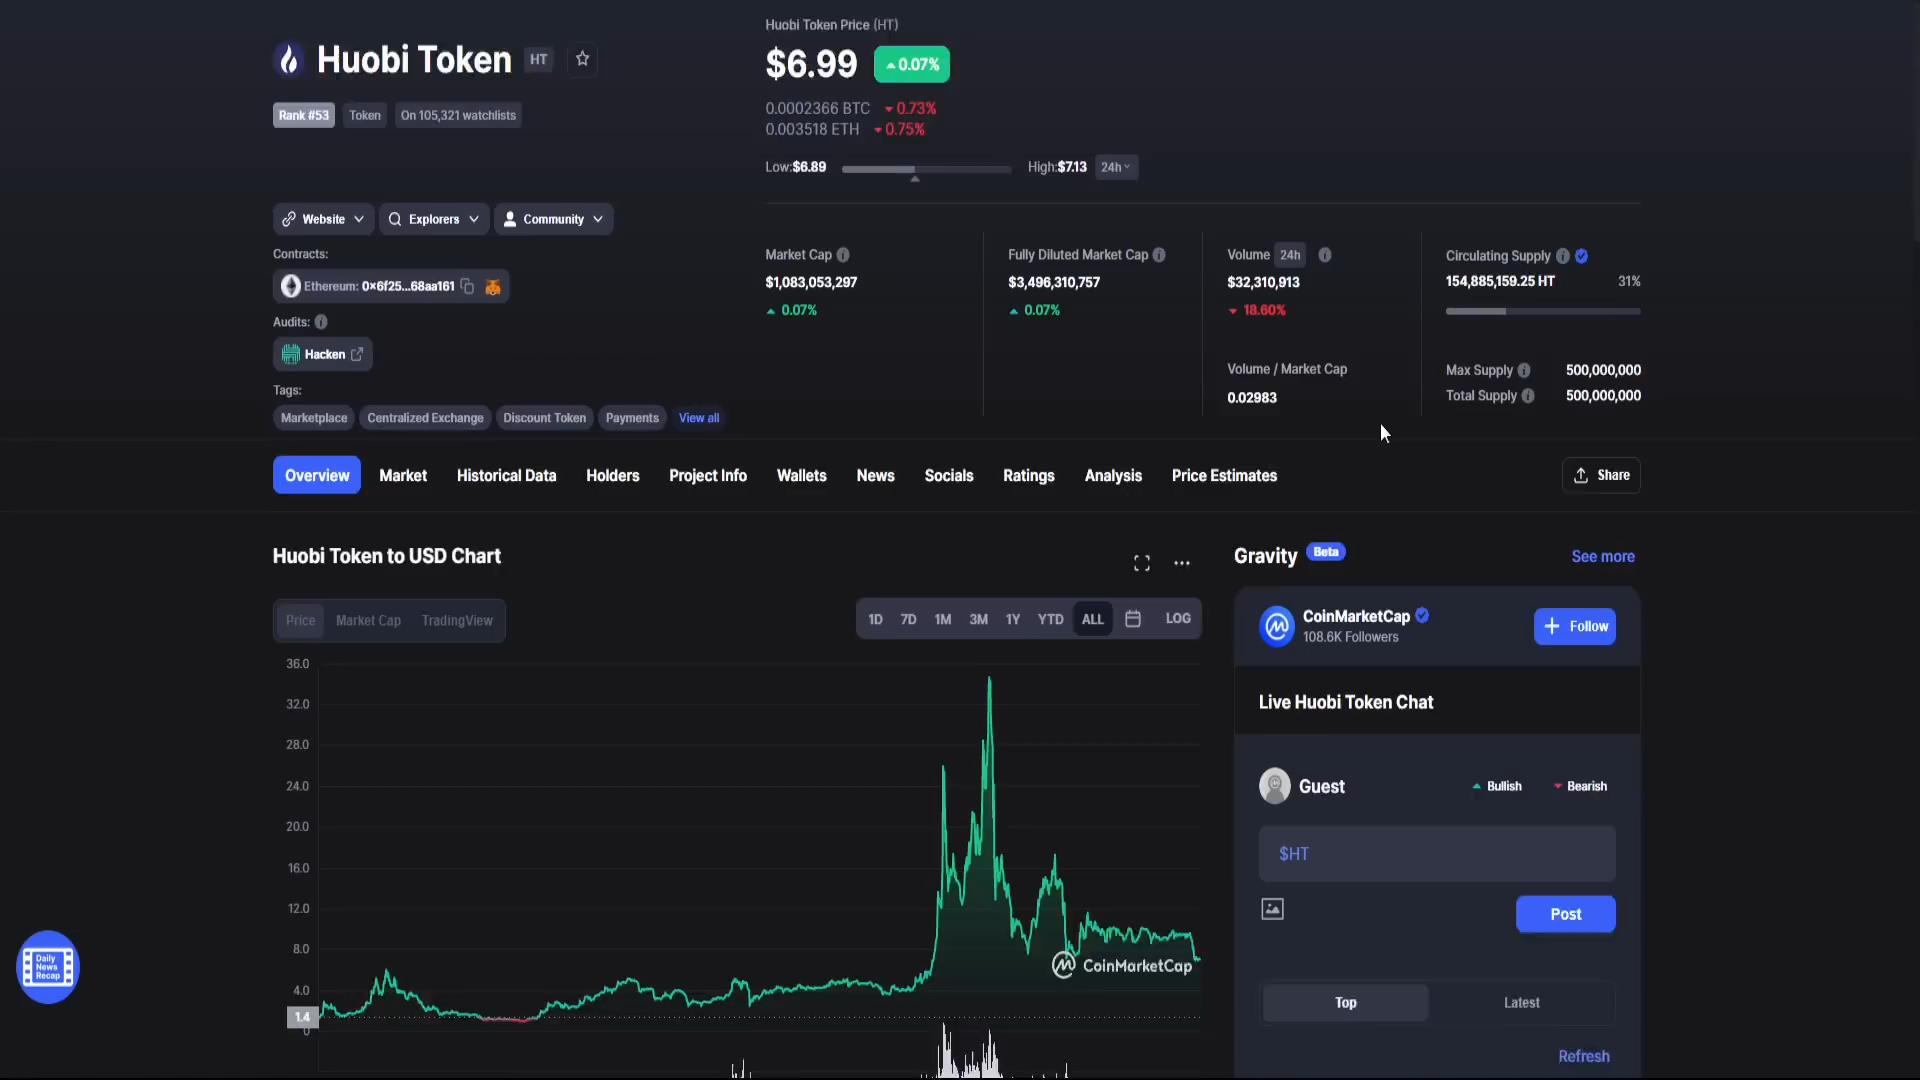 Huobi Token HT
Rank #53 Token On 105,321 watchlists
Huobi Token Price (HT)
$6.99 0.07%
0.0002366 BTC 0.73%
0.003518 ETH 0.75%
Low:$6.89 High:$7.13 24h
Website Explorers Community
Contracts:
Ethereum: 0x6f25...68aa161
Audits:
Hacken
Tags:
Marketplace Centralized Exchange Discount Token Payments View all
Market Cap
$1,083,053,297
0.07%
Fully Diluted Market Cap
$3,496,310,757
0.07%
Volume 24h
$32,310,913
18.60%
Volume / Market Cap
0.02983
Circulating Supply
154,885,159.25 HT 31%
Max Supply 500,000,000
Total Supply 500,000,000
Overview Market Historical Data Holders Project Info Wallets News Socials Ratings Analysis Price Estimates Share
Huobi Token to USD Chart
Price Market Cap TradingView
1D 7D 1M 3M 1Y YTD ALL LOG
36.0
32.0
28.0
24.0
20.0
16.0
12.0
8.0
4.0
1.4
0
CoinMarketCap
Gravity Beta See more
CoinMarketCap
108.6K Followers
Follow
Live Huobi Token Chat
Guest Bullish Bearish
$HT
Post
Top Latest
Refresh
Daily
News
Recap